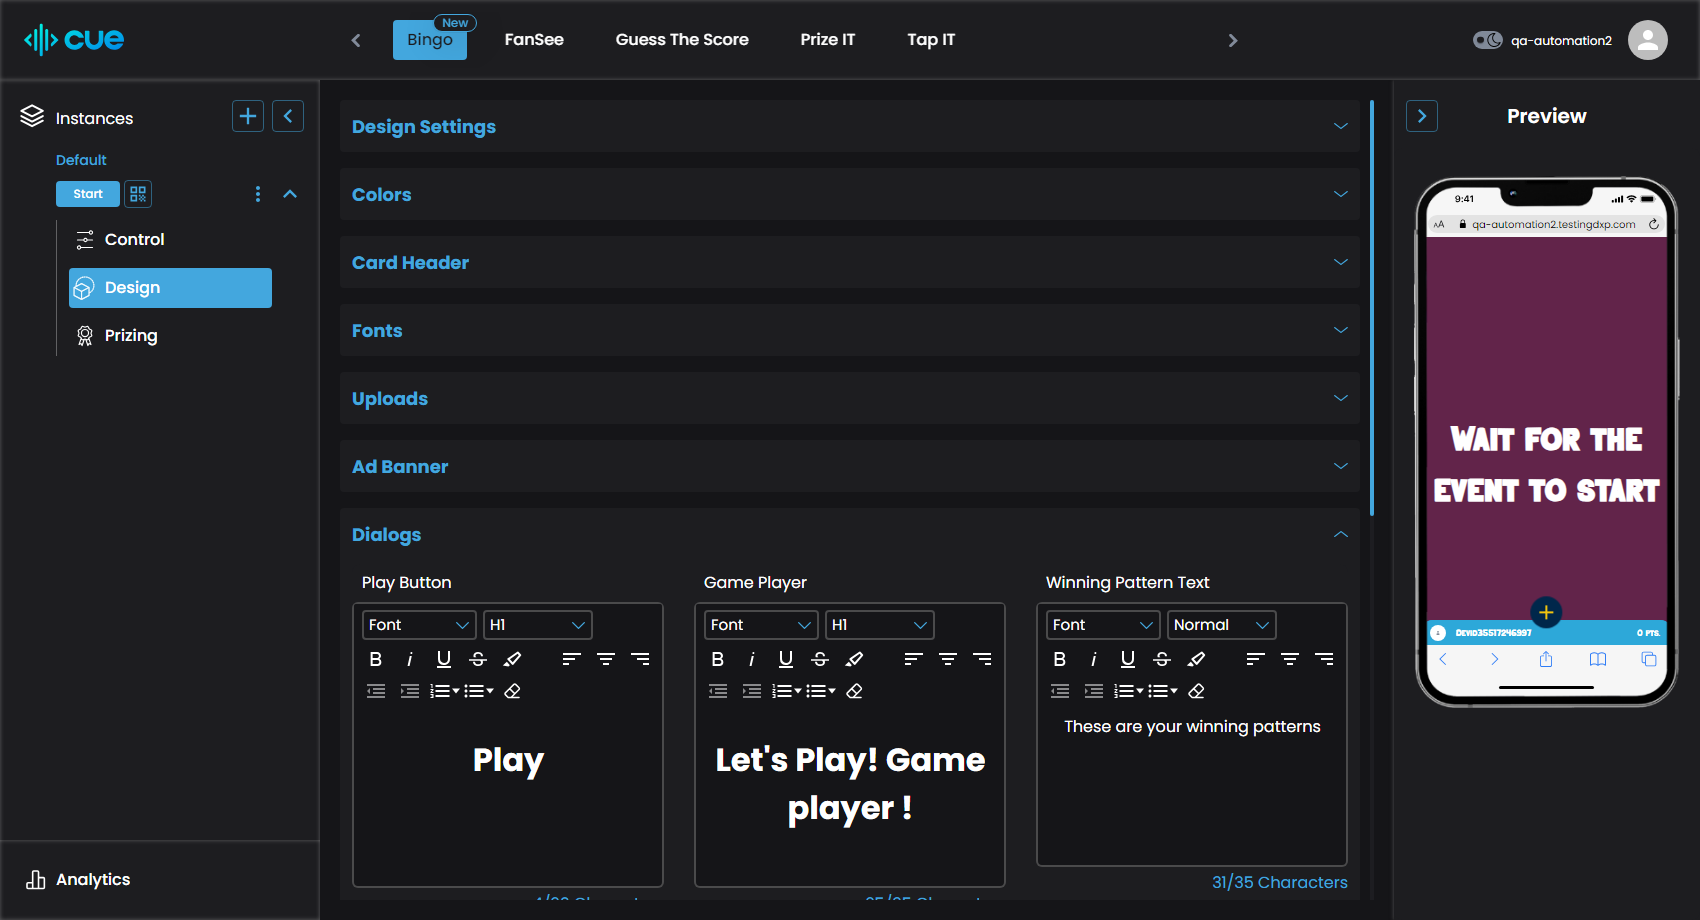 cue
Bingo
New
FanSee
Guess The Score
Prize IT
Tap IT
qa-automation2
Instances
Default
Start
Control
Design
Prizing
Analytics
Design Settings
Colors
Card Header
Fonts
Uploads
Ad Banner
Dialogs
Play Button
Font
H1
B i U S
Play
Game Player
Font
H1
B i U S
Let's Play! Game
player !
Winning Pattern Text
Font
Normal
B i U S
These are your winning patterns
31/35 Characters
Preview
9:41
AA qa-automation2.testingdxp.com
WAIT FOR THE
EVENT TO START
0 PTS.